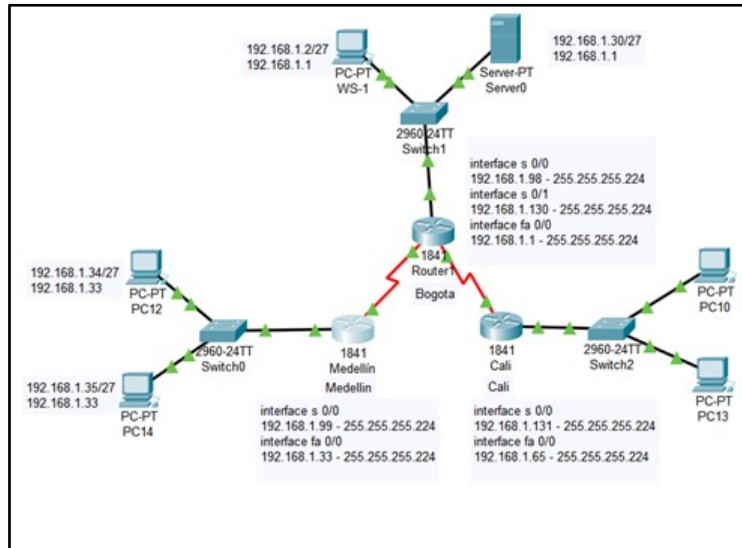 192.168.1.2/27
192.168.1.1
PC-PT
WS-1
Server-PT
Server0
192.168.1.30/27
192.168.1.1
2960-24TT
Switch1
interface s 0/0
192.168.1.98 - 255.255.255.224
interface s 0/1
192.168.1.130 - 255.255.255.224
interface fa 0/0
192.168.1.1 - 255.255.255.224
1841
Router1
Bogota
192.168.1.34/27
192.168.1.33
PC-PT
PC12
2960-24TT
Switch0
192.168.1.35/27
192.168.1.33
PC-PT
PC14
1841
Medellín
Medellin
interface s 0/0
192.168.1.99 - 255.255.255.224
interface fa 0/0
192.168.1.33 - 255.255.255.224
1841
Cali
Cali
interface s 0/0
192.168.1.131 - 255.255.255.224
interface fa 0/0
192.168.1.65 - 255.255.255.224
2960-24TT
Switch2
PC-PT
PC10
PC-PT
PC13